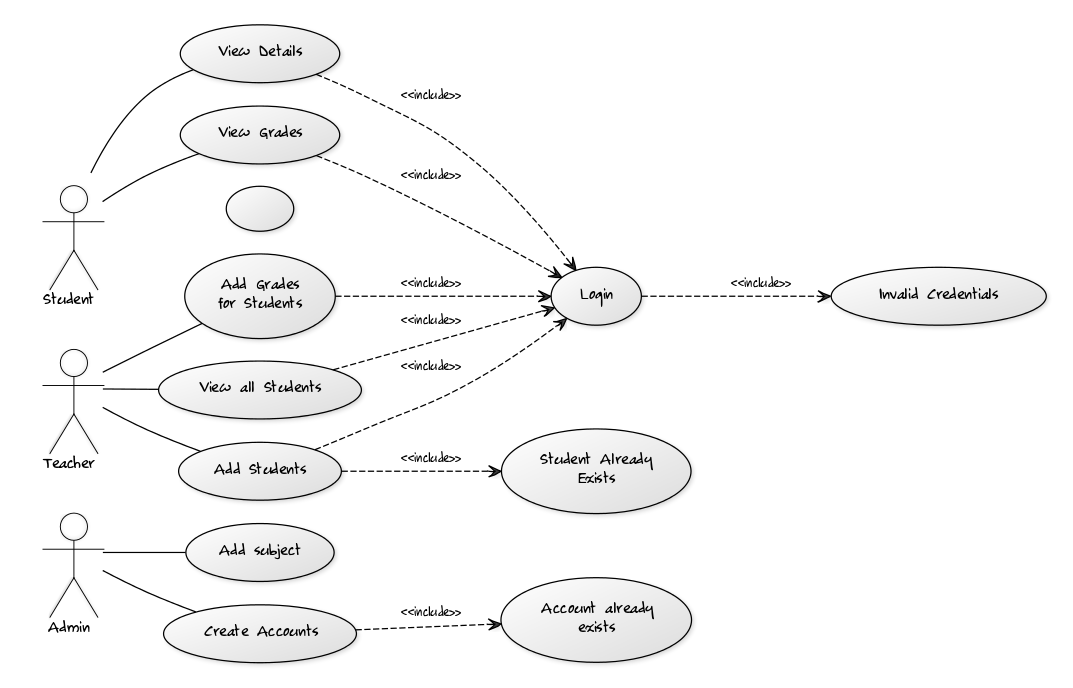 View Details
<<include>>
View Grades
<<include>>
Student
Add Grades
for Students
<<include>>
Login
<<include>>
Invalid Credentials
<<include>>
<<include>>
View all Students
Teacher
Add Students
<<include>>
Student Already
Exists
Add subject
Admin
Create Accounts
<<include>>
Account already
exists